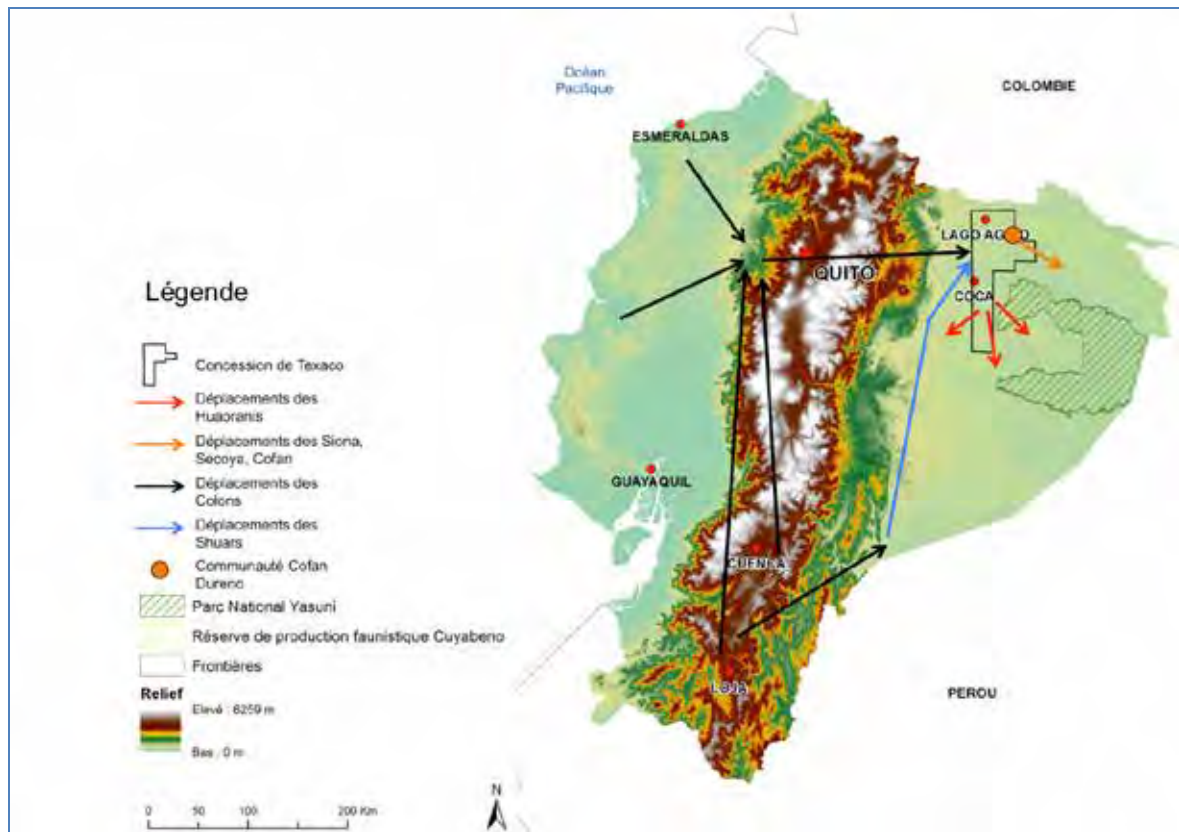 Océan
Pacifique
COLOMBIE
ESMERALDAS
LAGO AGRIO
QUITO
COCA
Légende
Concession de Texaco
Déplacements des
Huaoranis
Déplacements des Siona,
Secoya, Cofan
Déplacements des
Colons
Déplacements des
Shuars
Communauté Cofan
Dureno
Parc National Yasuni
Réserve de production faunistique Cuyabeno
Frontières
Relief
Elevé : 6259 m
Bas : 0 m
GUAYAQUIL
CUENCA
LOJA
PEROU
N
0 50 100 200 Km